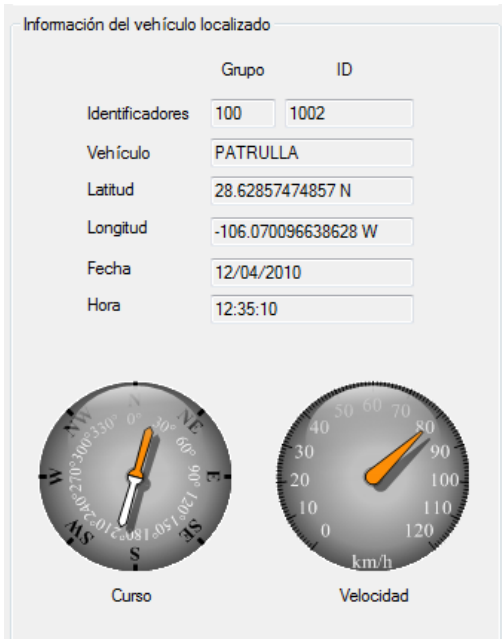 Información del vehículo localizado
Grupo ID
Identificadores 100 1002
Vehículo PATRULLA
Latitud 28.62857474857 N
Longitud -106.070096638628 W
Fecha 12/04/2010
Hora 12:35:10
N NE E SE S SW W NW
0° 30° 60° 90° 120° 150° 180° 210° 240° 270° 300° 330°
0 10 20 30 40 50 60 70 80 90 100 110 120
km/h
Curso Velocidad